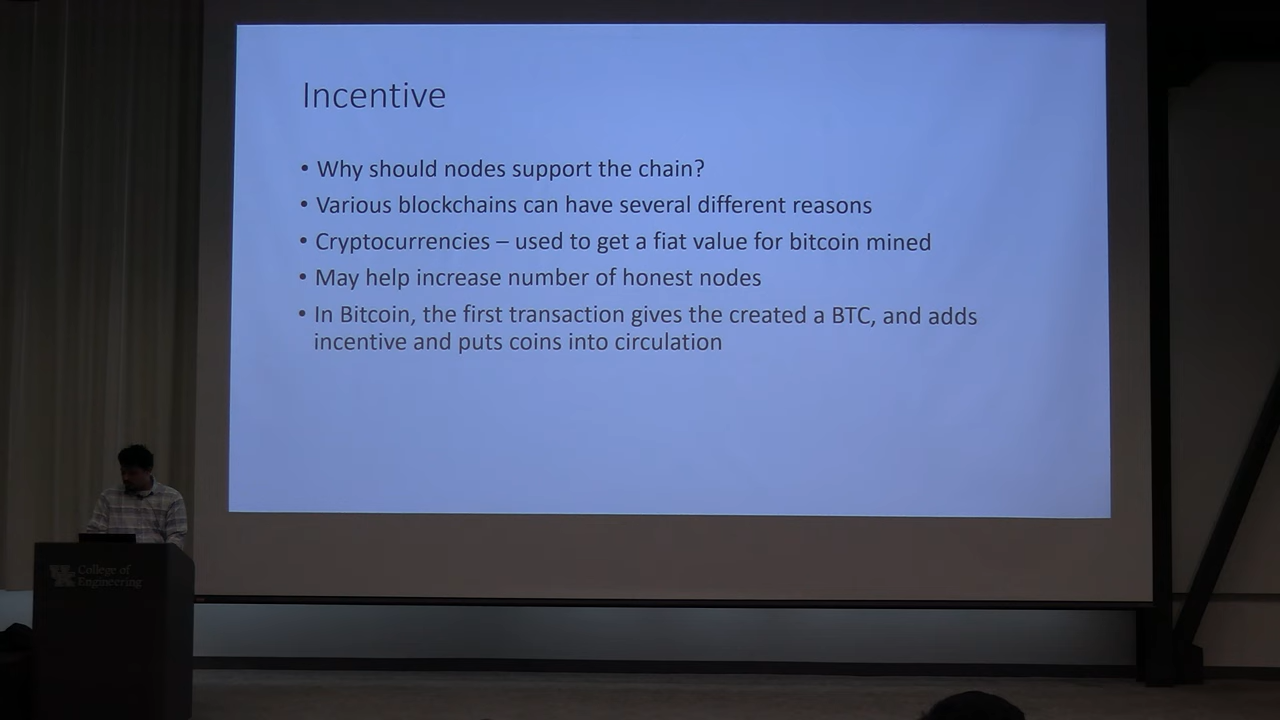 Incentive
• Why should nodes support the chain?
• Various blockchains can have several different reasons
• Cryptocurrencies – used to get a fiat value for bitcoin mined
• May help increase number of honest nodes
• In Bitcoin, the first transaction gives the created a BTC, and adds
incentive and puts coins into circulation
UK College of
Engineering